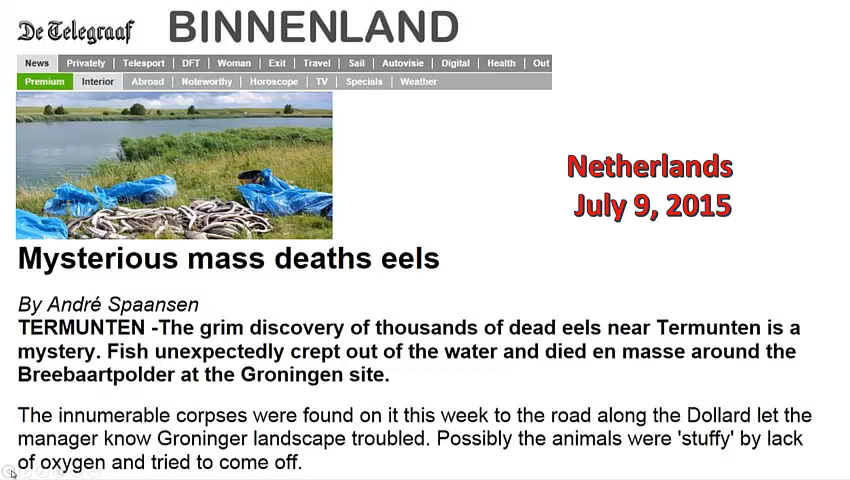 De Telegraaf BINNENLAND
News Privately Telesport DFT Woman Exit Travel Sail Autovisie Digital Health Out
Premium Interior Abroad Noteworthy Horoscope TV Specials Weather
Netherlands
July 9, 2015
Mysterious mass deaths eels
By André Spaansen
TERMUNTEN -The grim discovery of thousands of dead eels near Termunten is a
mystery. Fish unexpectedly crept out of the water and died en masse around the
Breebaartpolder at the Groningen site.
The innumerable corpses were found on it this week to the road along the Dollard let the
manager know Groninger landscape troubled. Possibly the animals were 'stuffy' by lack
of oxygen and tried to come off.